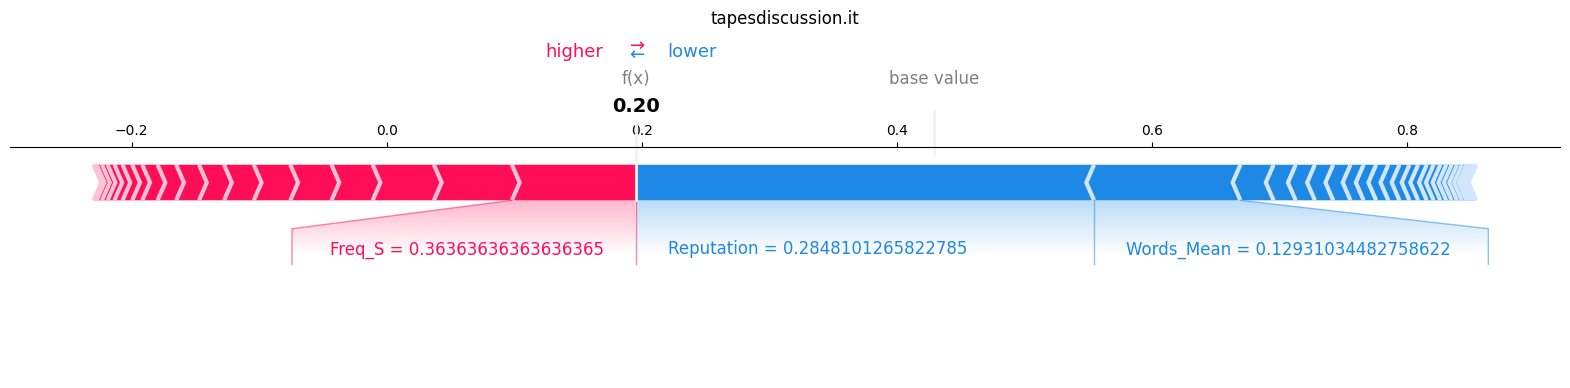 tapesdiscussion.it
higher ⇄ lower
f(x) base value
0.20
−0.2 0.0 0.2 0.4 0.6 0.8
Freq_S = 0.36363636363636365 Reputation = 0.2848101265822785 Words_Mean = 0.12931034482758622